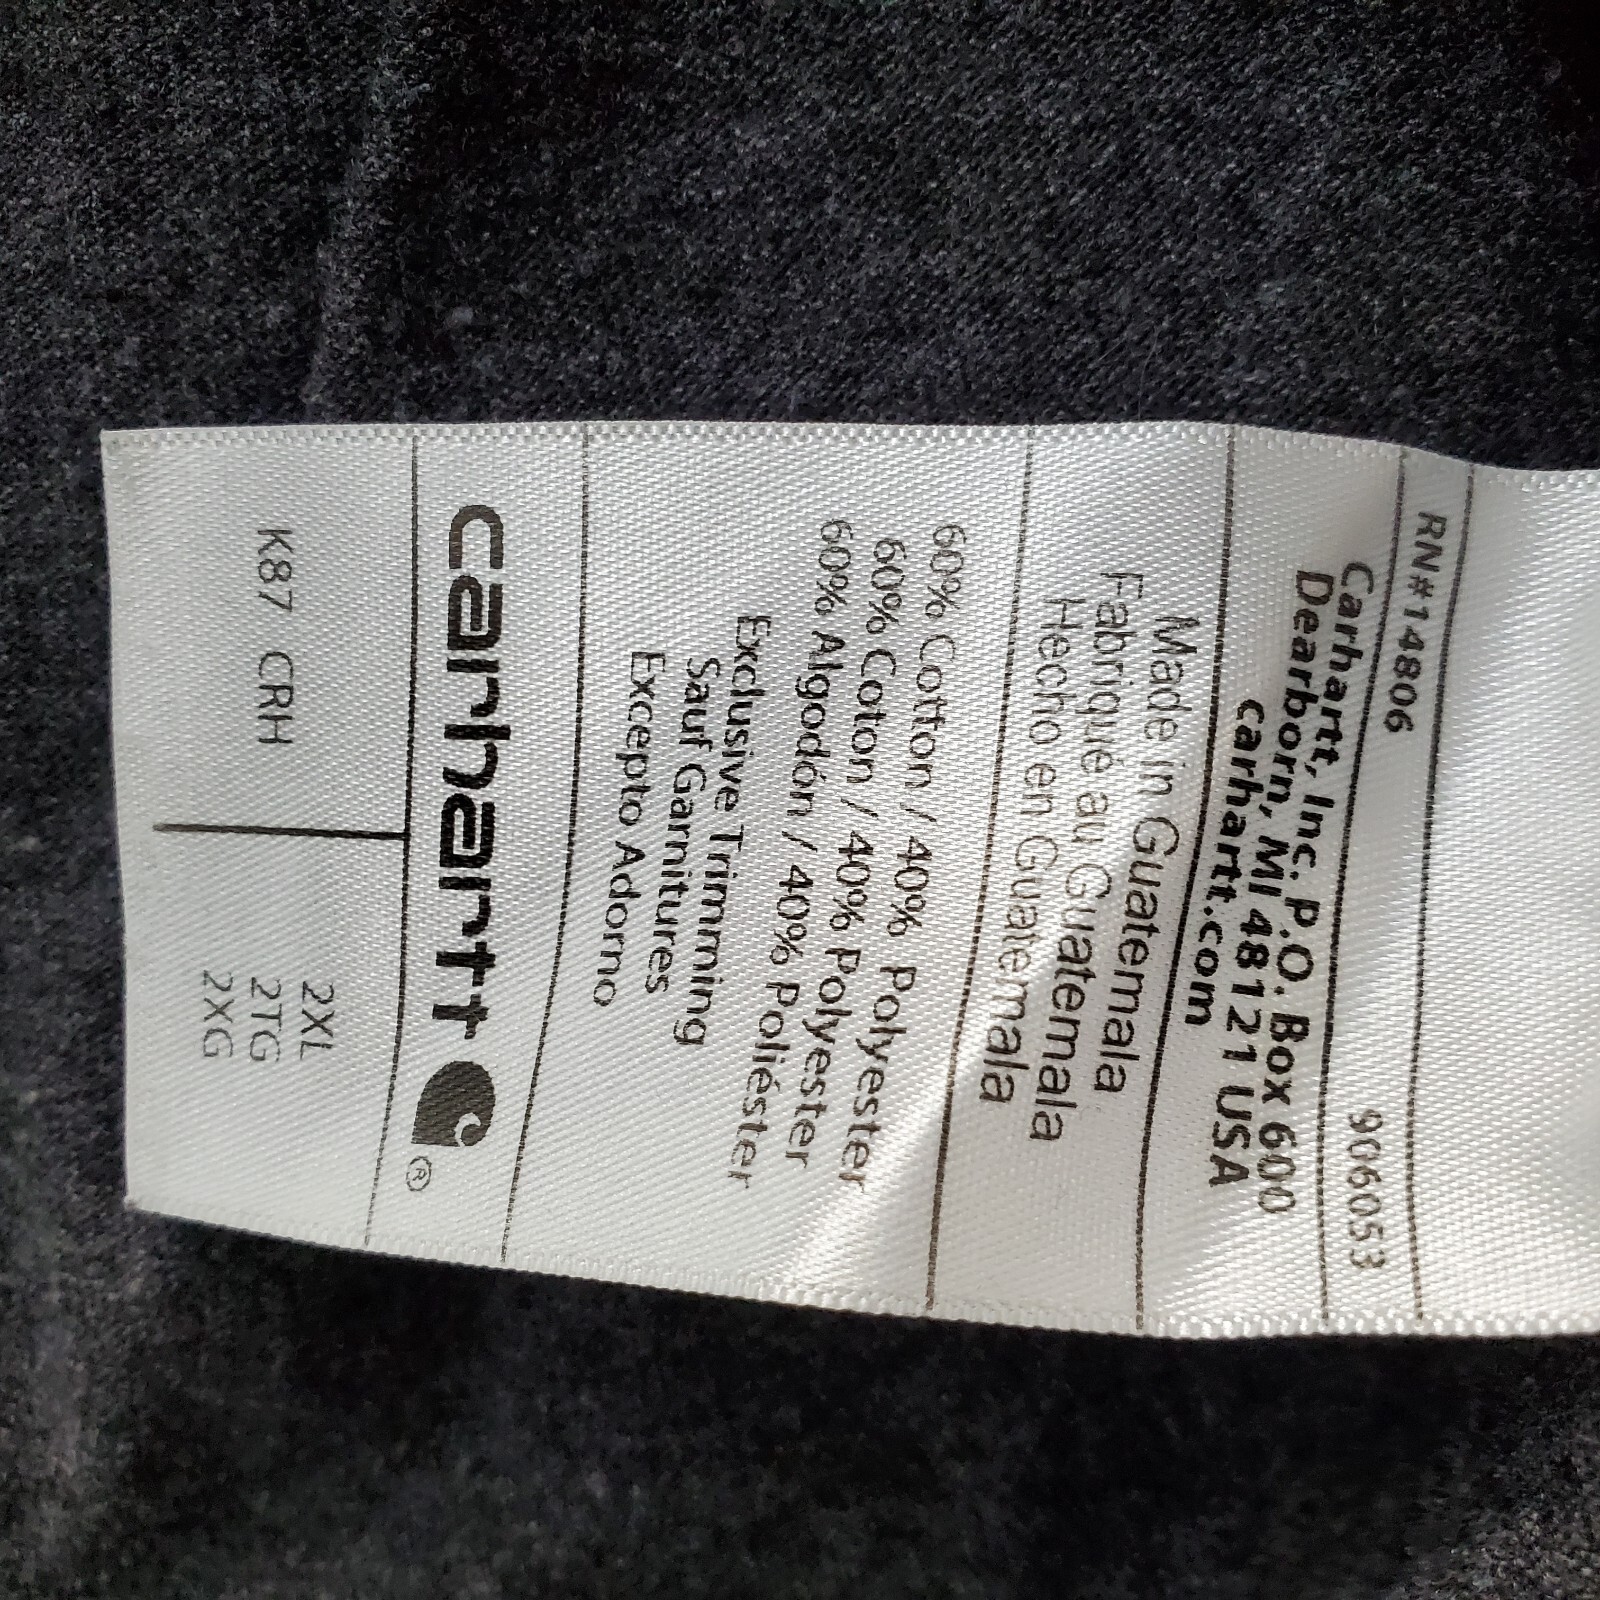 RN#14806 906053
Carhartt, Inc. P.O. Box 600
Dearborn, MI 48121 USA
carhartt.com
Made in Guatemala
Fabriqué au Guatemala
Hecho en Guatemala
60% Cotton / 40% Polyester
60% Coton / 40% Polyester
60% Algodón / 40% Poliéster
Exclusive Trimming
Sauf Garnitures
Excepto Adorno
carhartt ®
K87 CRH
2XL
2TG
2XG